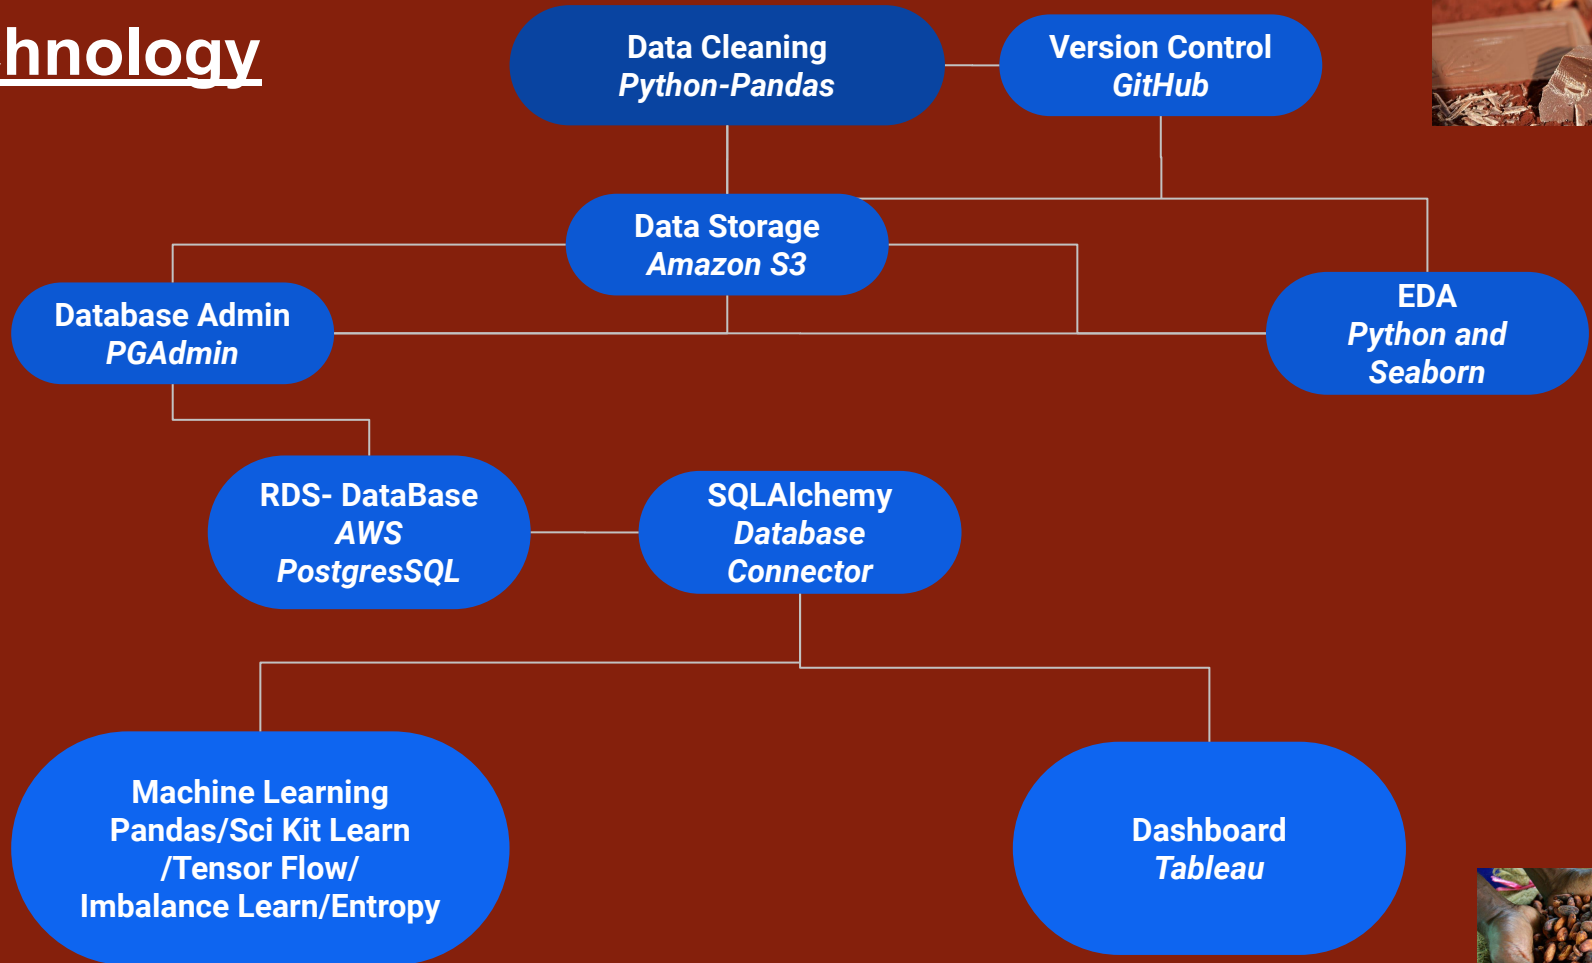 hnology
Data Cleaning
Python-Pandas
Version Control
GitHub
Data Storage
Amazon S3
Database Admin
PGAdmin
EDA
Python and
Seaborn
RDS- DataBase
AWS
PostgresSQL
SQLAlchemy
Database
Connector
Machine Learning
Pandas/Sci Kit Learn
/Tensor Flow/
Imbalance Learn/Entropy
Dashboard
Tableau